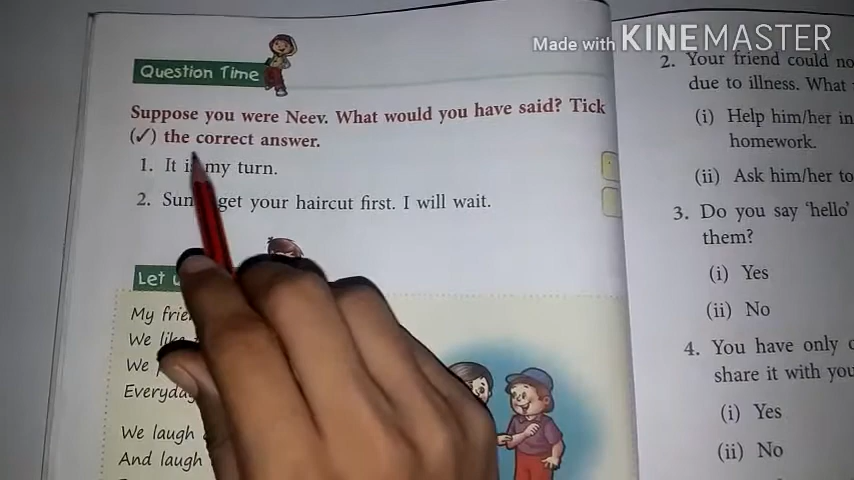 Made with KINEMASTER
Question Time
Suppose you were Neev. What would you have said? Tick
(✓) the correct answer.
1. It is my turn.
2. Sun get your haircut first. I will wait.
Let
My
We
We
Everyday
We laugh
And laugh
2. Your friend could
due to illness. What
(i) Help him/her in
homework.
(ii) Ask him/her to
3. Do you say 'hello'
them?
(i) Yes
(ii) No
4. You have only
share it with you
(i) Yes
(ii) No